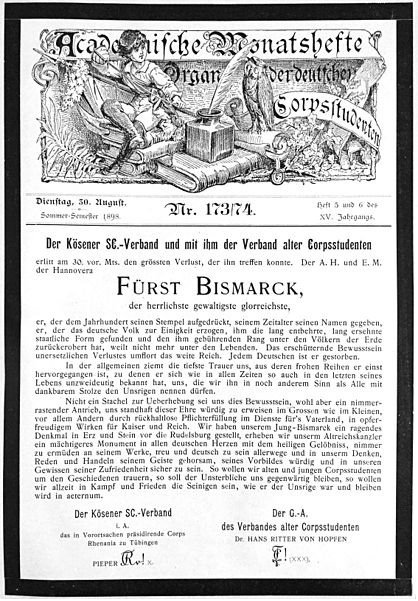 Academische Monatshefte
Organ der deutschen
Corpsstudenten
Dienstag, 30. August.
Sommer-Semester 1898.
Nr. 173/74.
Heft 5 und 6 des
XV. Jahrgangs.
Der Kösener SC.-Verband und mit ihm der Verband alter Corpsstudenten
erlitt am 30. vor. Mts. den grössten Verlust, der ihn treffen konnte. Der A. H. und E. M.
der Hannovera
FÜRST BISMARCK,
der herrlichste gewaltigste glorreichste,
er, der dem Jahrhundert seinen Stempel aufgedrückt, seinem Zeitalter seinen Namen gegeben,
er, der das deutsche Volk zur Einigkeit erzogen, ihm die lang entbehrte, lang ersehnte
staatliche Form gefunden und den ihm gebührenden Rang unter den Völkern der Erde
zurückerobert hat, weilt nicht mehr unter den Lebenden. Das erschütternde Bewusstsein
unersetzlichen Verlustes umflort das weite Reich. Jedem Deutschen ist er gestorben.
In der allgemeinen ziemt die tiefste Trauer uns, aus deren frohen Reihen er einst
hervorgegangen ist, zu denen er sich wie in allen Zeiten so auch in den letzten seines
Lebens unzweideutig bekannt hat, uns, die wir ihn noch in anderem Sinn als Alle mit
dankbarem Stolze den Unsrigen nennen dürfen.
Nicht ein Stachel zur Ueberhebung sei uns dies Bewusstsein, wohl aber ein nimmer-
rastender Antrieb, uns standhaft dieser Ehre würdig zu erweisen im Grossen wie im Kleinen,
vor allem Andern durch rückhaltlose Pflichterfüllung im Dienste für's Vaterland, in opfer-
freudigem Wirken für Kaiser und Reich. Wir haben unserem Jung-Bismarck ein ragendes
Denkmal in Erz und Stein vor die Rudelsburg gestellt, erheben wir unserm Altreichskanzler
ein mächtigeres Monument in allen deutschen Herzen mit dem heiligen Gelöbniss, nimmer
zu ermüden an seinem Werke, treu und deutsch zu sein allerwege und in unserm Denken,
Reden und Handeln seinem Geiste gehorsam, seines Vorbildes würdig und in unserem
Gewissen seiner Zufriedenheit sicher zu sein. So wollen wir alten und jungen Corpsstudenten
um den Geschiedenen trauern, so soll der Unsterbliche uns gegenwärtig bleiben, so wollen
wir allzeit in Kampf und Frieden die Seinigen sein, wie er der Unsrige war und bleiben
wird in aeternum.
Der Kösener SC.-Verband
i. A.
das in Vorortsachen präsidirende Corps
Rhenania zu Tübingen
PIEPER x.
Der G.-A.
des Verbandes alter Corpsstudenten
Dr. HANS RITTER VON HOPFEN
(XXX),